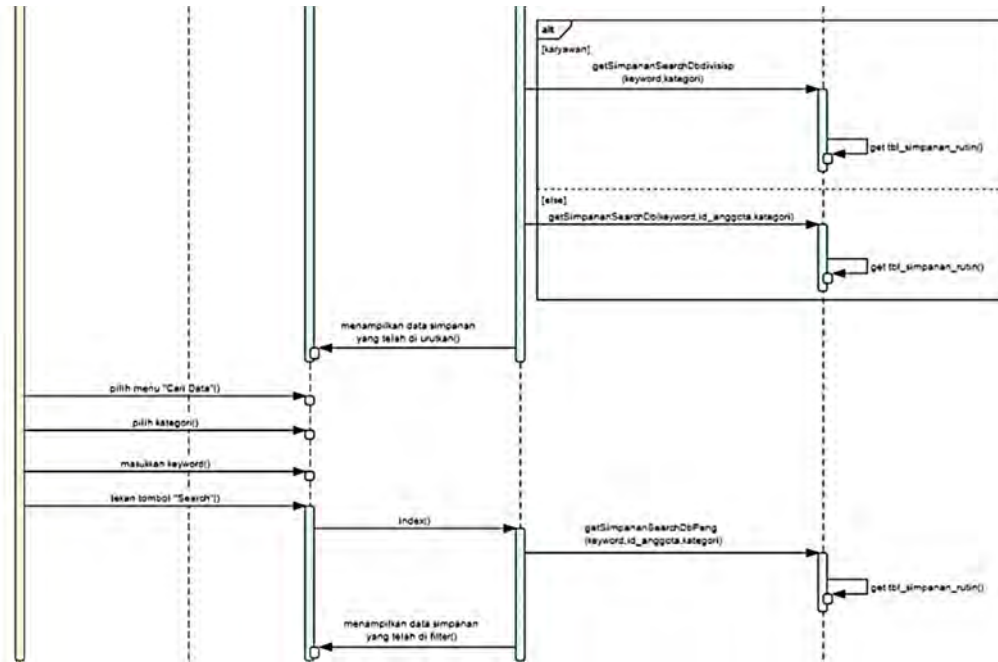 alt
[karyawan]
getSimpananSearchDbdivisisp
(keyword,kategori)
get tbl_simpanan_rutin()
[else]
getSimpananSearchDb(keyword,id_anggota,kategori)
get tbl_simpanan_rutin()
menampilkan data simpanan
yang telah di urutkan()
pilih menu "Cari Data"()
pilih kategori()
masukkan keyword()
tekan tombol "Search"()
index()
getSimpananSearchDbPeng
(keyword,id_anggota,kategori)
get tbl_simpanan_rutin()
menampilkan data simpanan
yang telah di filter()